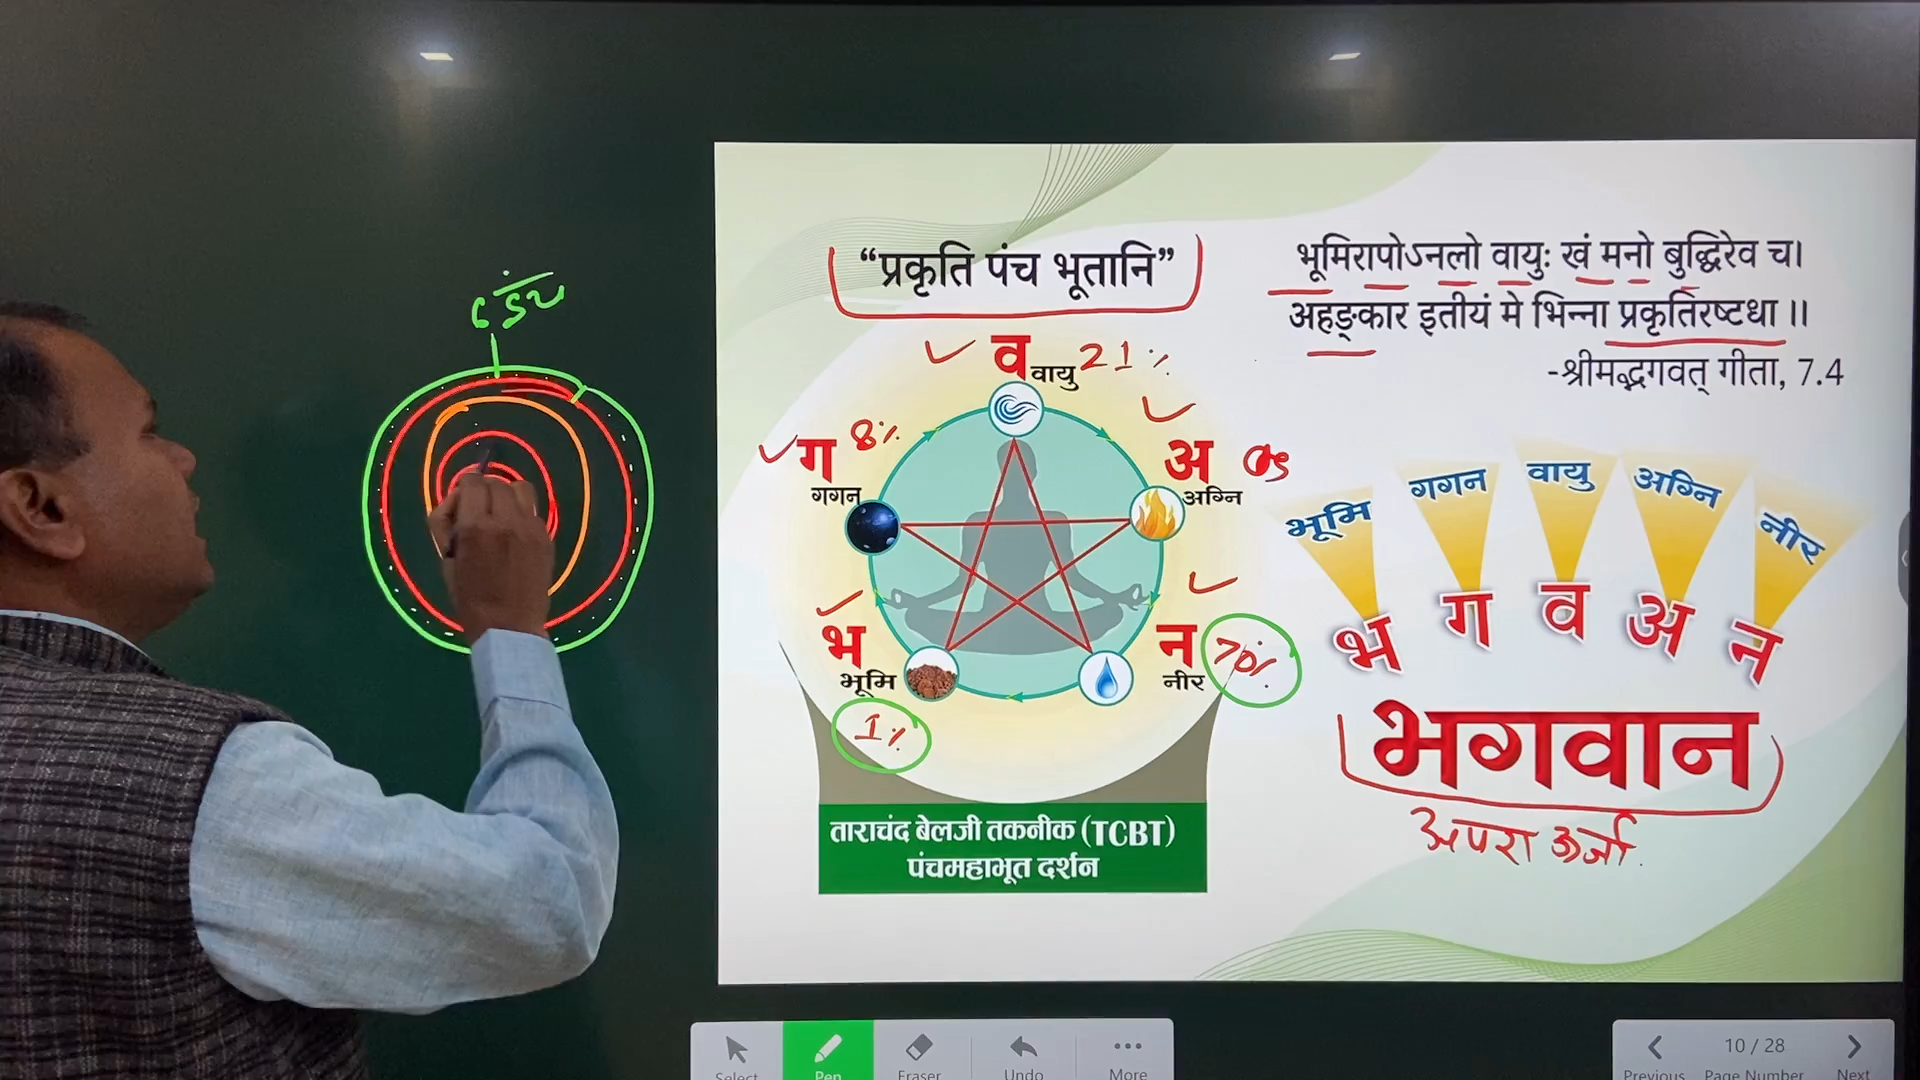 “प्रकृति पंच भूतानि”
व वायु 21%
ग 8%
गगन
अ
अग्नि
भ
भूमि
1%
न 70%
नीर
ताराचंद बेलजी तकनीक (TCBT)
पंचमहाभूत दर्शन
भूमिरापोऽनलो वायुः खं मनो बुद्धिरेव च।
अहङ्कार इतीयं मे भिन्ना प्रकृतिरष्टधा ।।
-श्रीमद्भगवत् गीता, 7.4
भूमि गगन वायु अग्नि नीर
भ ग व अ न
भगवान
अपरा ऊर्जा
Select Pen Eraser Undo More
10 / 28
Previous Page Number Next